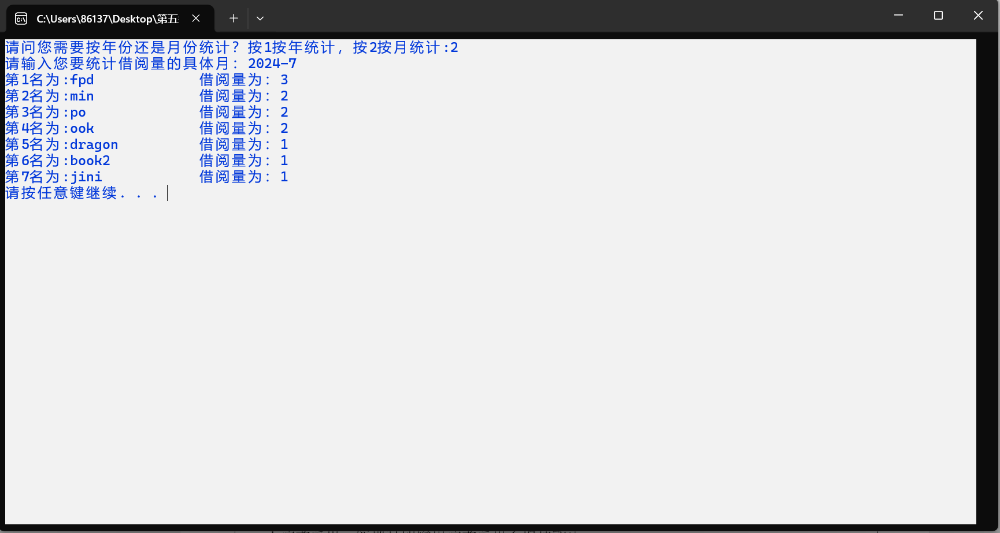 C:\Users\86137\Desktop\第五
请问您需要按年份还是月份统计？按1按年统计，按2按月统计:2
请输入您要统计借阅量的具体月：2024-7
第1名为:fpd 借阅量为：3
第2名为:min 借阅量为：2
第3名为:po 借阅量为：2
第4名为:ook 借阅量为：2
第5名为:dragon 借阅量为：1
第6名为:book2 借阅量为：1
第7名为:jini 借阅量为：1
请按任意键继续. . .